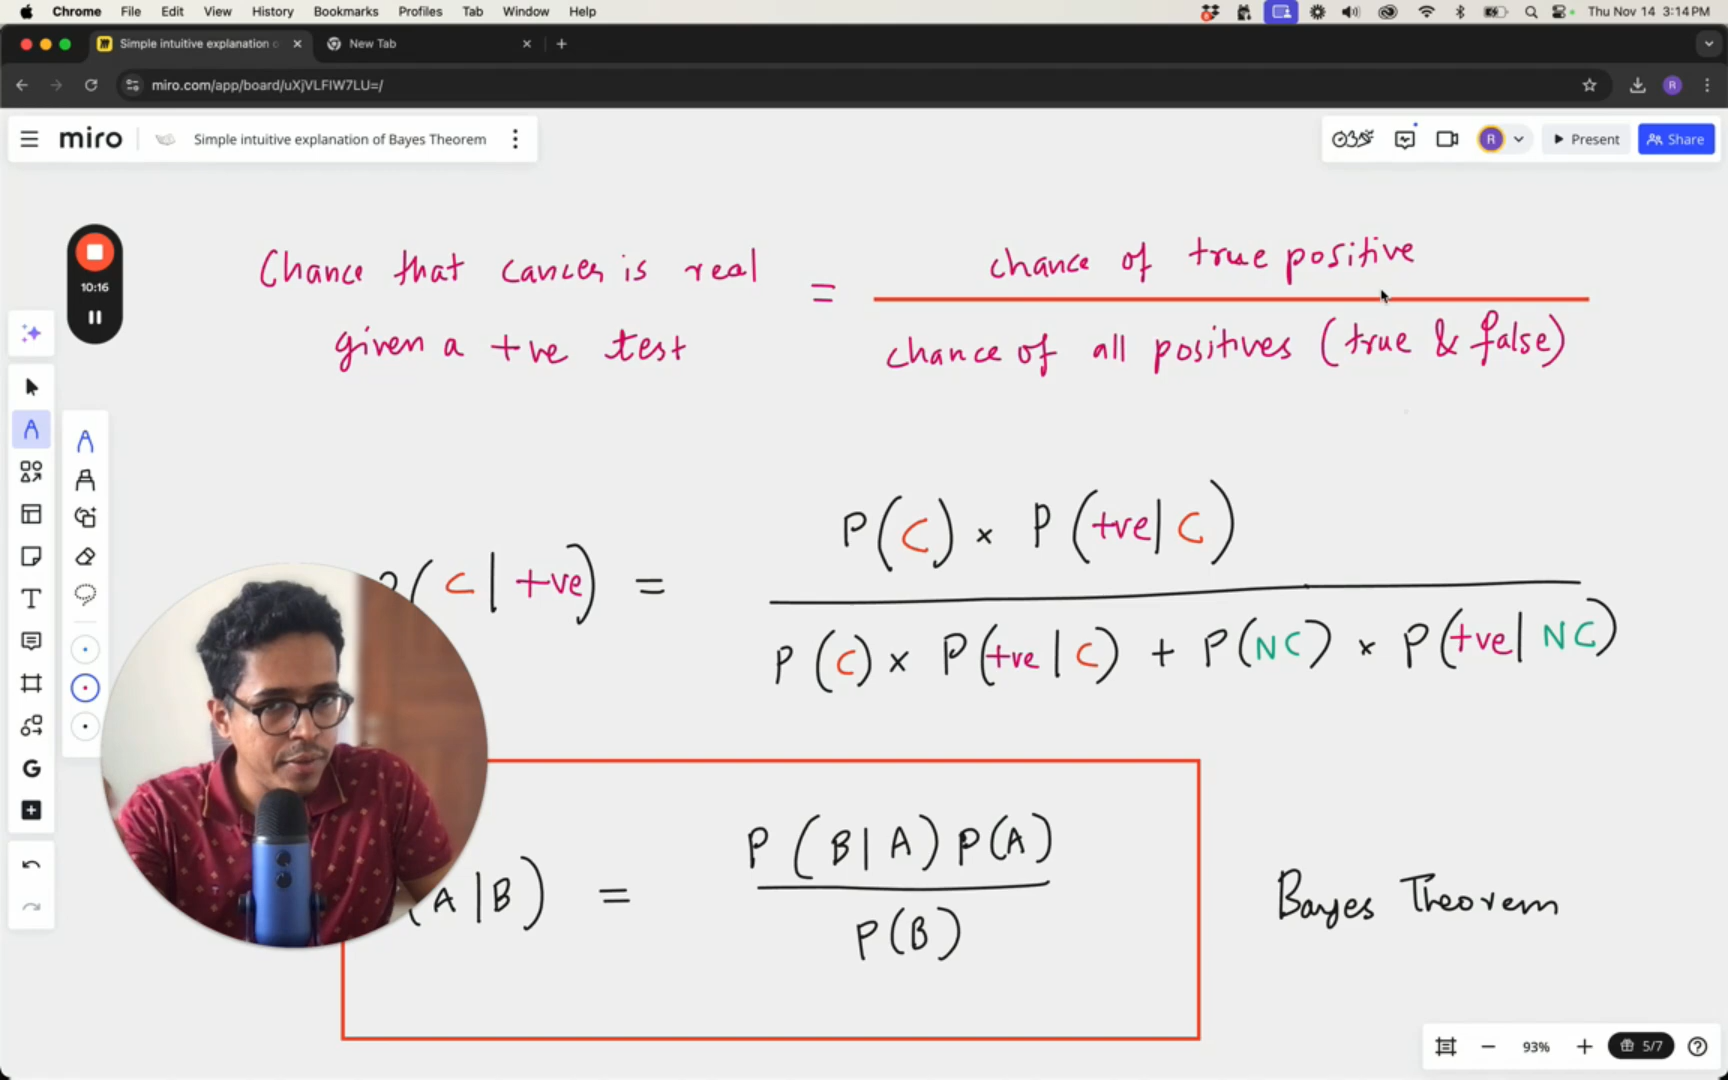 Chrome File Edit View History Bookmarks Profiles Tab Window Help Thu Nov 14 3:14 PM
Simple intuitive explanation o New Tab
miro.com/app/board/uXjVLFIW7LU=/ R
miro Simple intuitive explanation of Bayes Theorem R Present Share
10:16
Chance that cancer is real
given a +ve test
=
chance of true positive
chance of all positives (true & false)
( C | +ve) =
P(C) × P (+ve| C)
P (C) × P(+ve | C) + P(NC) × P(+ve| NC)
(A | B) =
P (B | A) P(A)
P(B)
Bayes Theorem
T
G
93% 5/7